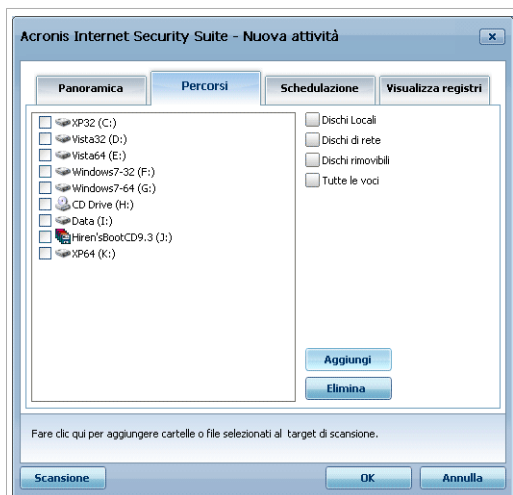 Acronis Internet Security Suite - Nuova attività
Panoramica
Percorsi
Schedulazione
Visualizza registri
XP32 (C:)
Vista32 (D:)
Vista64 (E:)
Windows7-32 (F:)
Windows7-64 (G:)
CD Drive (H:)
Data (I:)
Hiren'sBootCD9.3 (J:)
XP64 (K:)
Dischi Locali
Dischi di rete
Dischi rimovibili
Tutte le voci
Aggiungi
Elimina
Fare clic qui per aggiungere cartelle o file selezionati al target di scansione.
Scansione
OK
Annulla